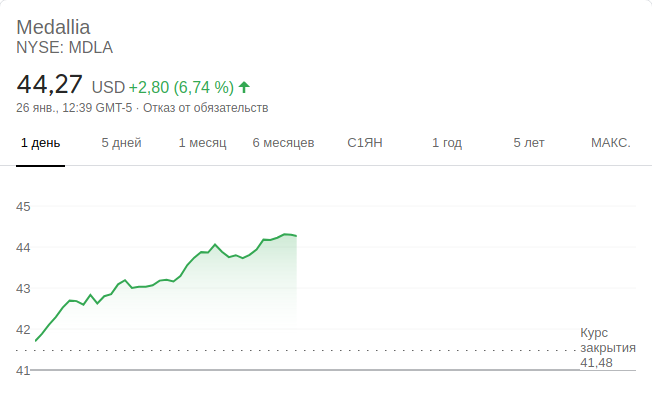 Medallia
NYSE: MDLA
44,27 USD +2,80 (6,74 %)
26 янв., 12:39 GMT-5 · Отказ от обязательств
1 день 5 дней 1 месяц 6 месяцев С1ЯН 1 год 5 лет МАКС.
45
44
43
42
41
Курс
закрытия
41,48